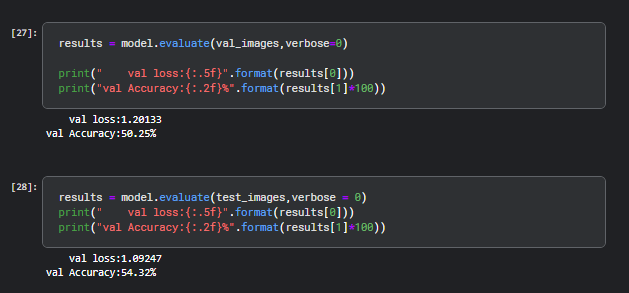 [27]:
results = model.evaluate(val_images,verbose=0)
print("    val loss:{:.5f}".format(results[0]))
print("val Accuracy:{:.2f}%".format(results[1]*100))
    val loss:1.20133
val Accuracy:50.25%
[28]:
results = model.evaluate(test_images,verbose = 0)
print("    val loss:{:.5f}".format(results[0]))
print("val Accuracy:{:.2f}%".format(results[1]*100))
    val loss:1.09247
val Accuracy:54.32%